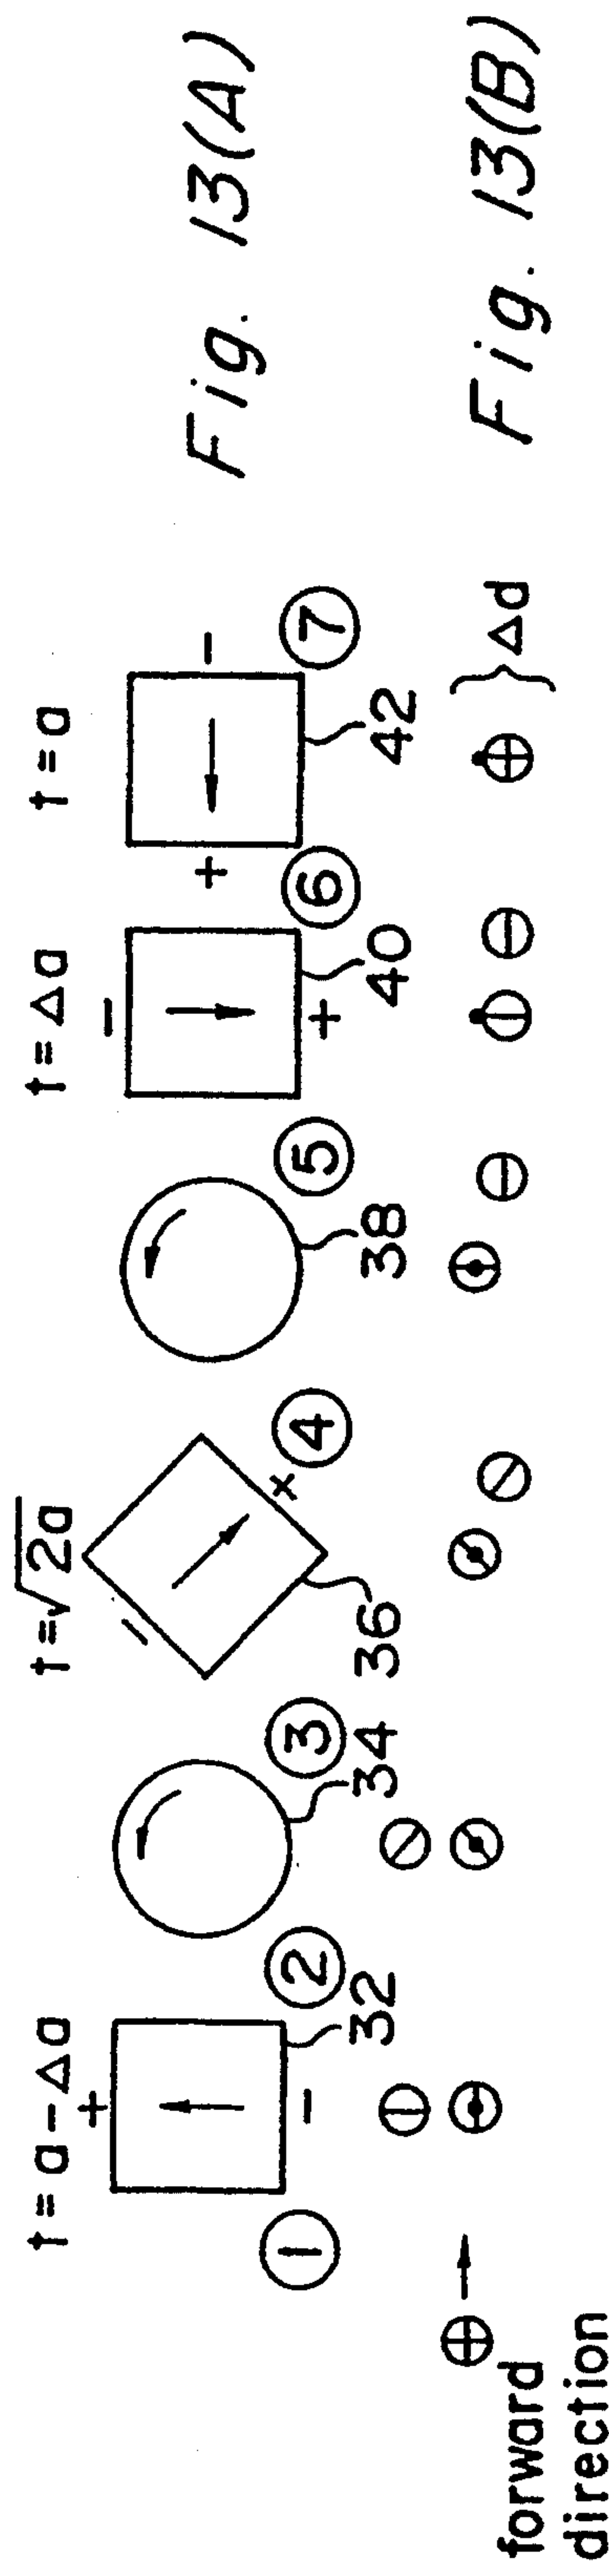 t = a - Δa
t = √2a
t = Δa
t = a
Fig. 13(A)
+
-
-
+
-
+
+
-
① ② ③ ④ ⑤ ⑥ ⑦
32 34 36 38 40 42
forward
direction
Δd
Fig. 13(B)